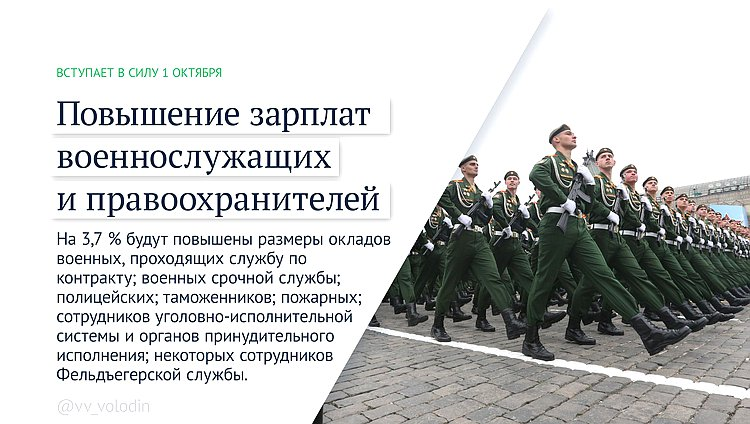 ВСТУПАЕТ В СИЛУ 1 ОКТЯБРЯ
Повышение зарплат
военнослужащих
и правоохранителей
На 3,7 % будут повышены размеры окладов
военных, проходящих службу по
контракту; военных срочной службы;
полицейских; таможенников; пожарных;
сотрудников уголовно-исполнительной
системы и органов принудительного
исполнения; некоторых сотрудников
Фельдъегерской службы.
@vv_volodin